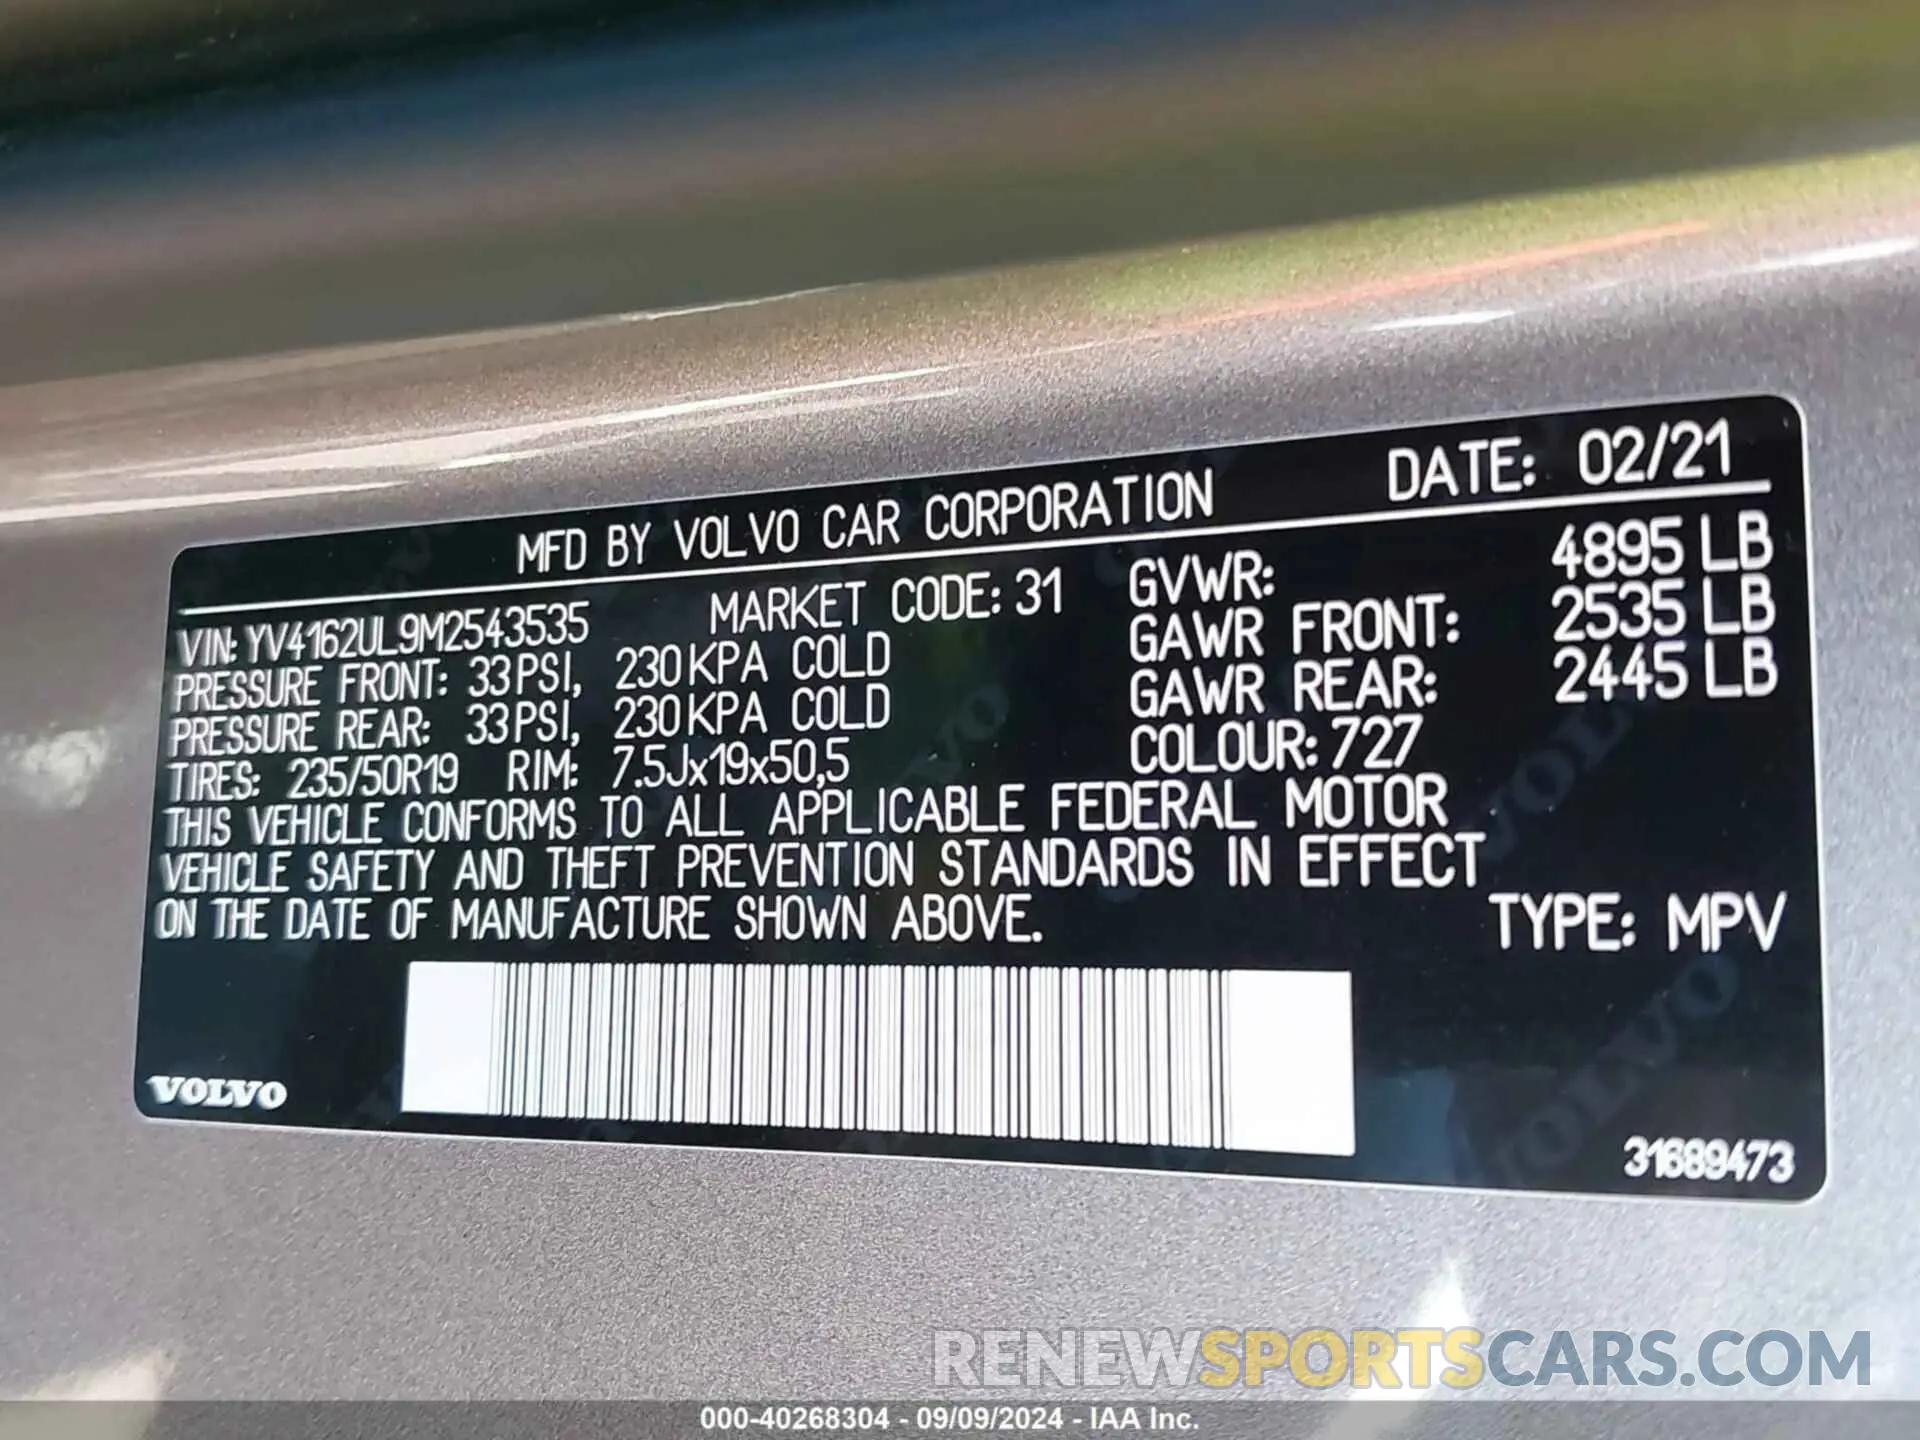 MFD BY VOLVO CAR CORPORATION DATE: 02/21
VIN: YV4162UL9M2543535 MARKET CODE: 31 GVWR: 4895 LB
PRESSURE FRONT: 33 PSI, 230 KPA COLD GAWR FRONT: 2535 LB
PRESSURE REAR: 33 PSI, 230 KPA COLD GAWR REAR: 2445 LB
TIRES: 235/50R19 RIM: 7.5Jx19x50,5 COLOUR: 727
THIS VEHICLE CONFORMS TO ALL APPLICABLE FEDERAL MOTOR
VEHICLE SAFETY AND THEFT PREVENTION STANDARDS IN EFFECT
ON THE DATE OF MANUFACTURE SHOWN ABOVE. TYPE: MPV
VOLVO
31689473
RENEWSPORTSCARS.COM
000-40268304 - 09/09/2024 - IAA Inc.